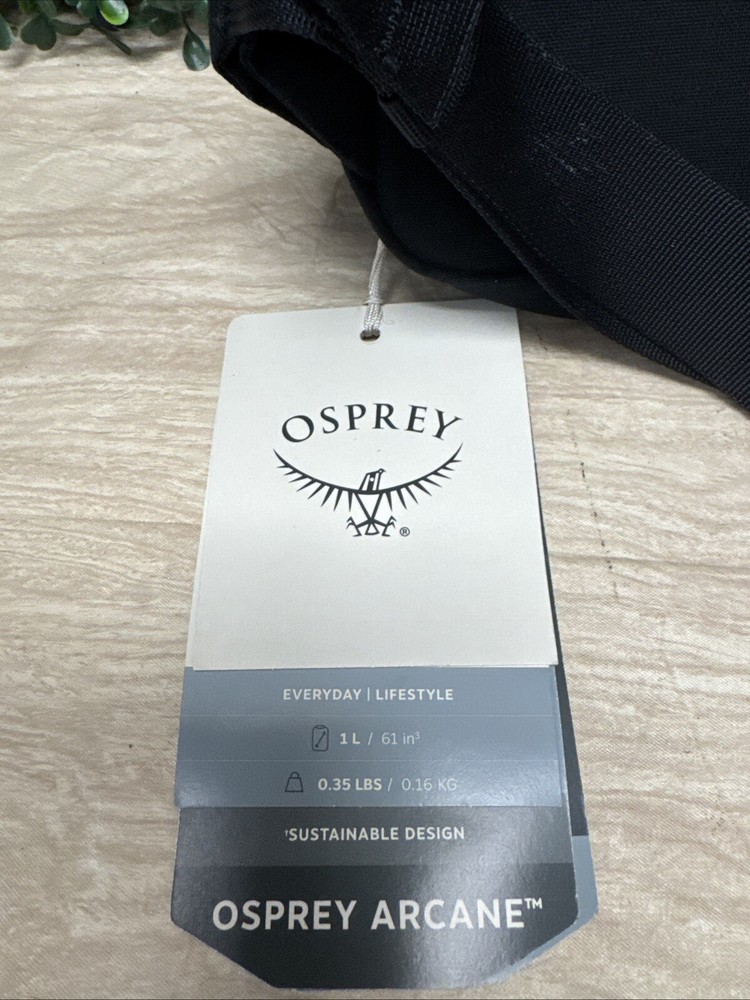 OSPREY
®
EVERYDAY | LIFESTYLE
1 L / 61 in³
0.35 LBS / 0.16 KG
†SUSTAINABLE DESIGN
OSPREY ARCANE™